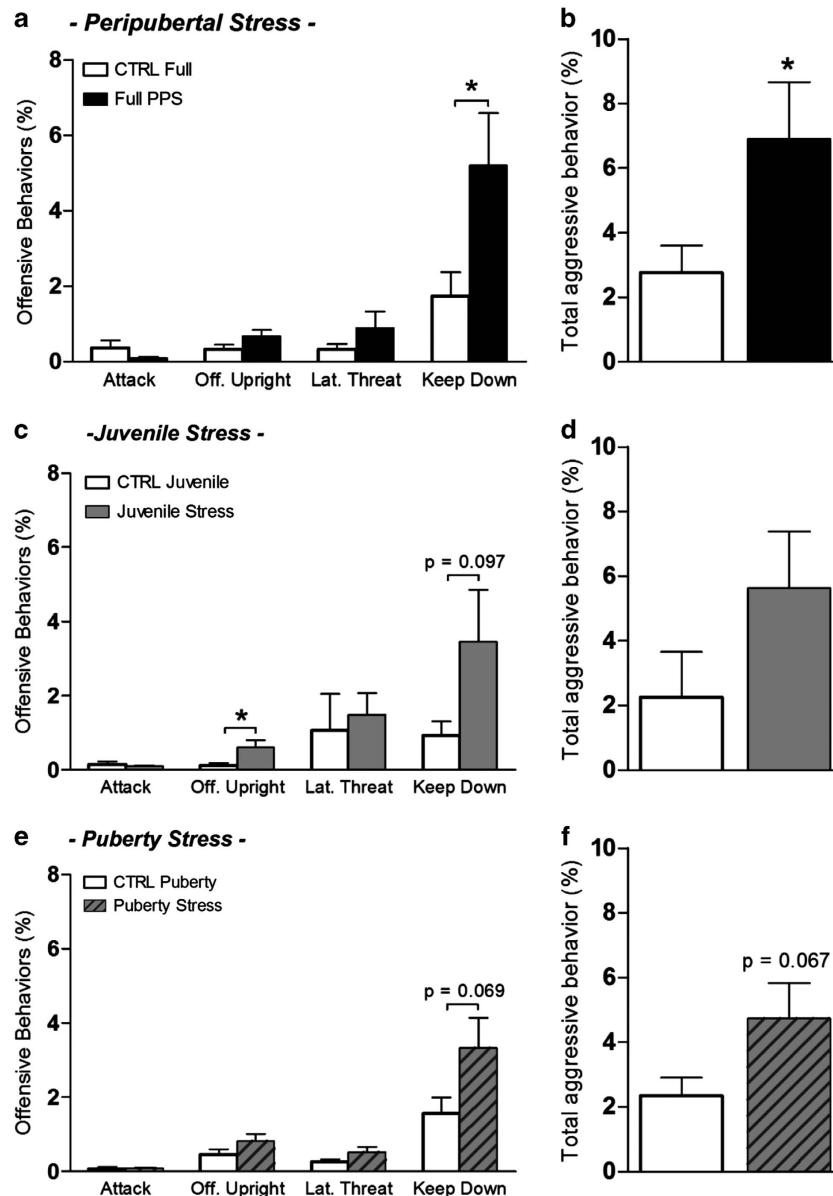 a - Peripubertal Stress -
CTRL Full
Full PPS
Offensive Behaviors (%)
8
6
4
2
0
*
Attack Off. Upright Lat. Threat Keep Down
b
Total aggressive behavior (%)
10
8
6
4
2
0
*
c -Juvenile Stress -
CTRL Juvenile
Juvenile Stress
Offensive Behaviors (%)
8
6
4
2
0
*
p = 0.097
Attack Off. Upright Lat. Threat Keep Down
d
Total aggressive behavior (%)
10
8
6
4
2
0
e - Puberty Stress -
CTRL Puberty
Puberty Stress
Offensive Behaviors (%)
8
6
4
2
0
p = 0.069
Attack Off. Upright Lat. Threat Keep Down
f
Total aggressive behavior (%)
10
8
6
4
2
0
p = 0.067